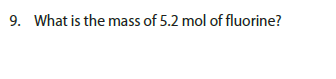 9. What is the mass of 5.2 mol of fluorine?